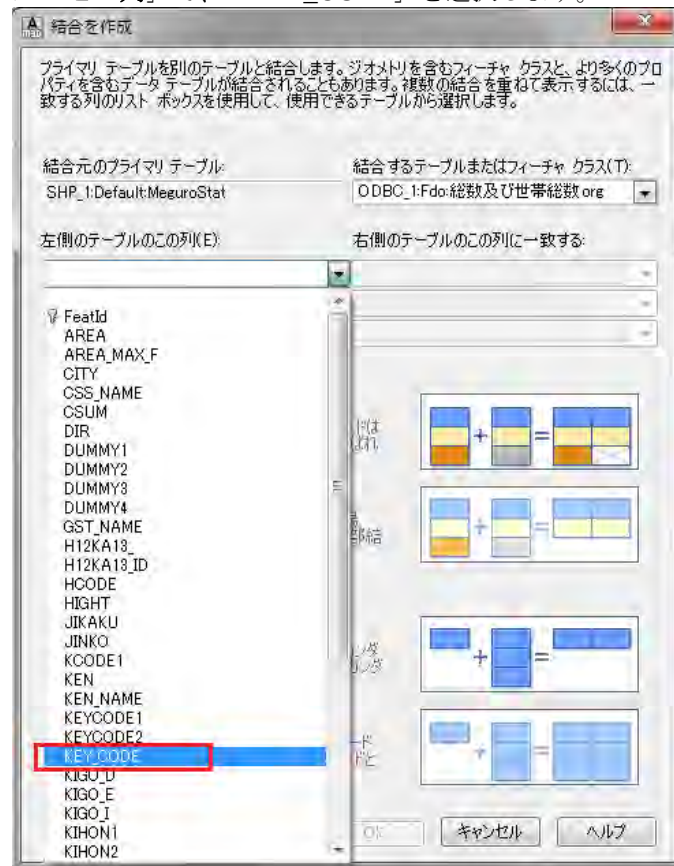 結合を作成
プライマリ テーブルを別のテーブルと結合します。ジオメトリを含むフィーチャ クラスと、より多くのプロ
パティを含むデータ テーブルが結合されることもあります。複数の結合を重ねて表示するには、一
致する列のリスト ボックスを使用して、使用できるテーブルから選択します。
結合元のプライマリ テーブル:
結合するテーブルまたはフィーチャ クラス(T):
SHP_1:Default:MeguroStat
ODBC_1:Fdo:総数及び世帯総数 org
左側のテーブルのこの列(E):
右側のテーブルのこの列に一致する:
FeatId
AREA
AREA_MAX_F
CITY
CSS_NAME
CSUM
DIR
DUMMY1
DUMMY2
DUMMY3
DUMMY4
GST_NAME
H12KA13_
H12KA13_ID
HCODE
HIGHT
JIKAKU
JINKO
KCODE1
KEN
KEN_NAME
KEYCODE1
KEYCODE2
KEY_CODE
KIGO_D
KIGO_E
KIGO_I
KIHON1
KIHON2
OK
キャンセル
ヘルプ